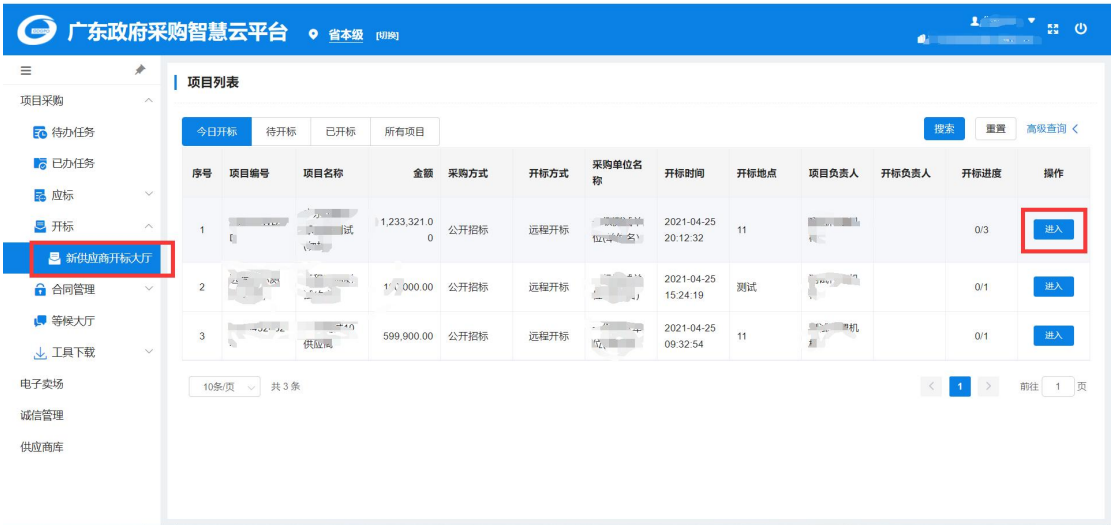 广东政府采购智慧云平台 省本级 [切换]
项目采购
待办任务
已办任务
应标
开标
新供应商开标大厅
合同管理
等候大厅
工具下载
电子卖场
诚信管理
供应商库
项目列表
今日开标 待开标 已开标 所有项目 搜索 重置 高级查询
序号 项目编号 项目名称 金额 采购方式 开标方式 采购单位名称 开标时间 开标地点 项目负责人 开标负责人 开标进度 操作
1 试 1,233,321.00 公开招标 远程开标 2021-04-25 20:12:32 11 0/3 进入
2 000.00 公开招标 远程开标 2021-04-25 15:24:19 测试 0/1 进入
3 供应商 599,900.00 公开招标 远程开标 2021-04-25 09:32:54 11 0/1 进入
10条/页 共 3 条 1 前往 1 页